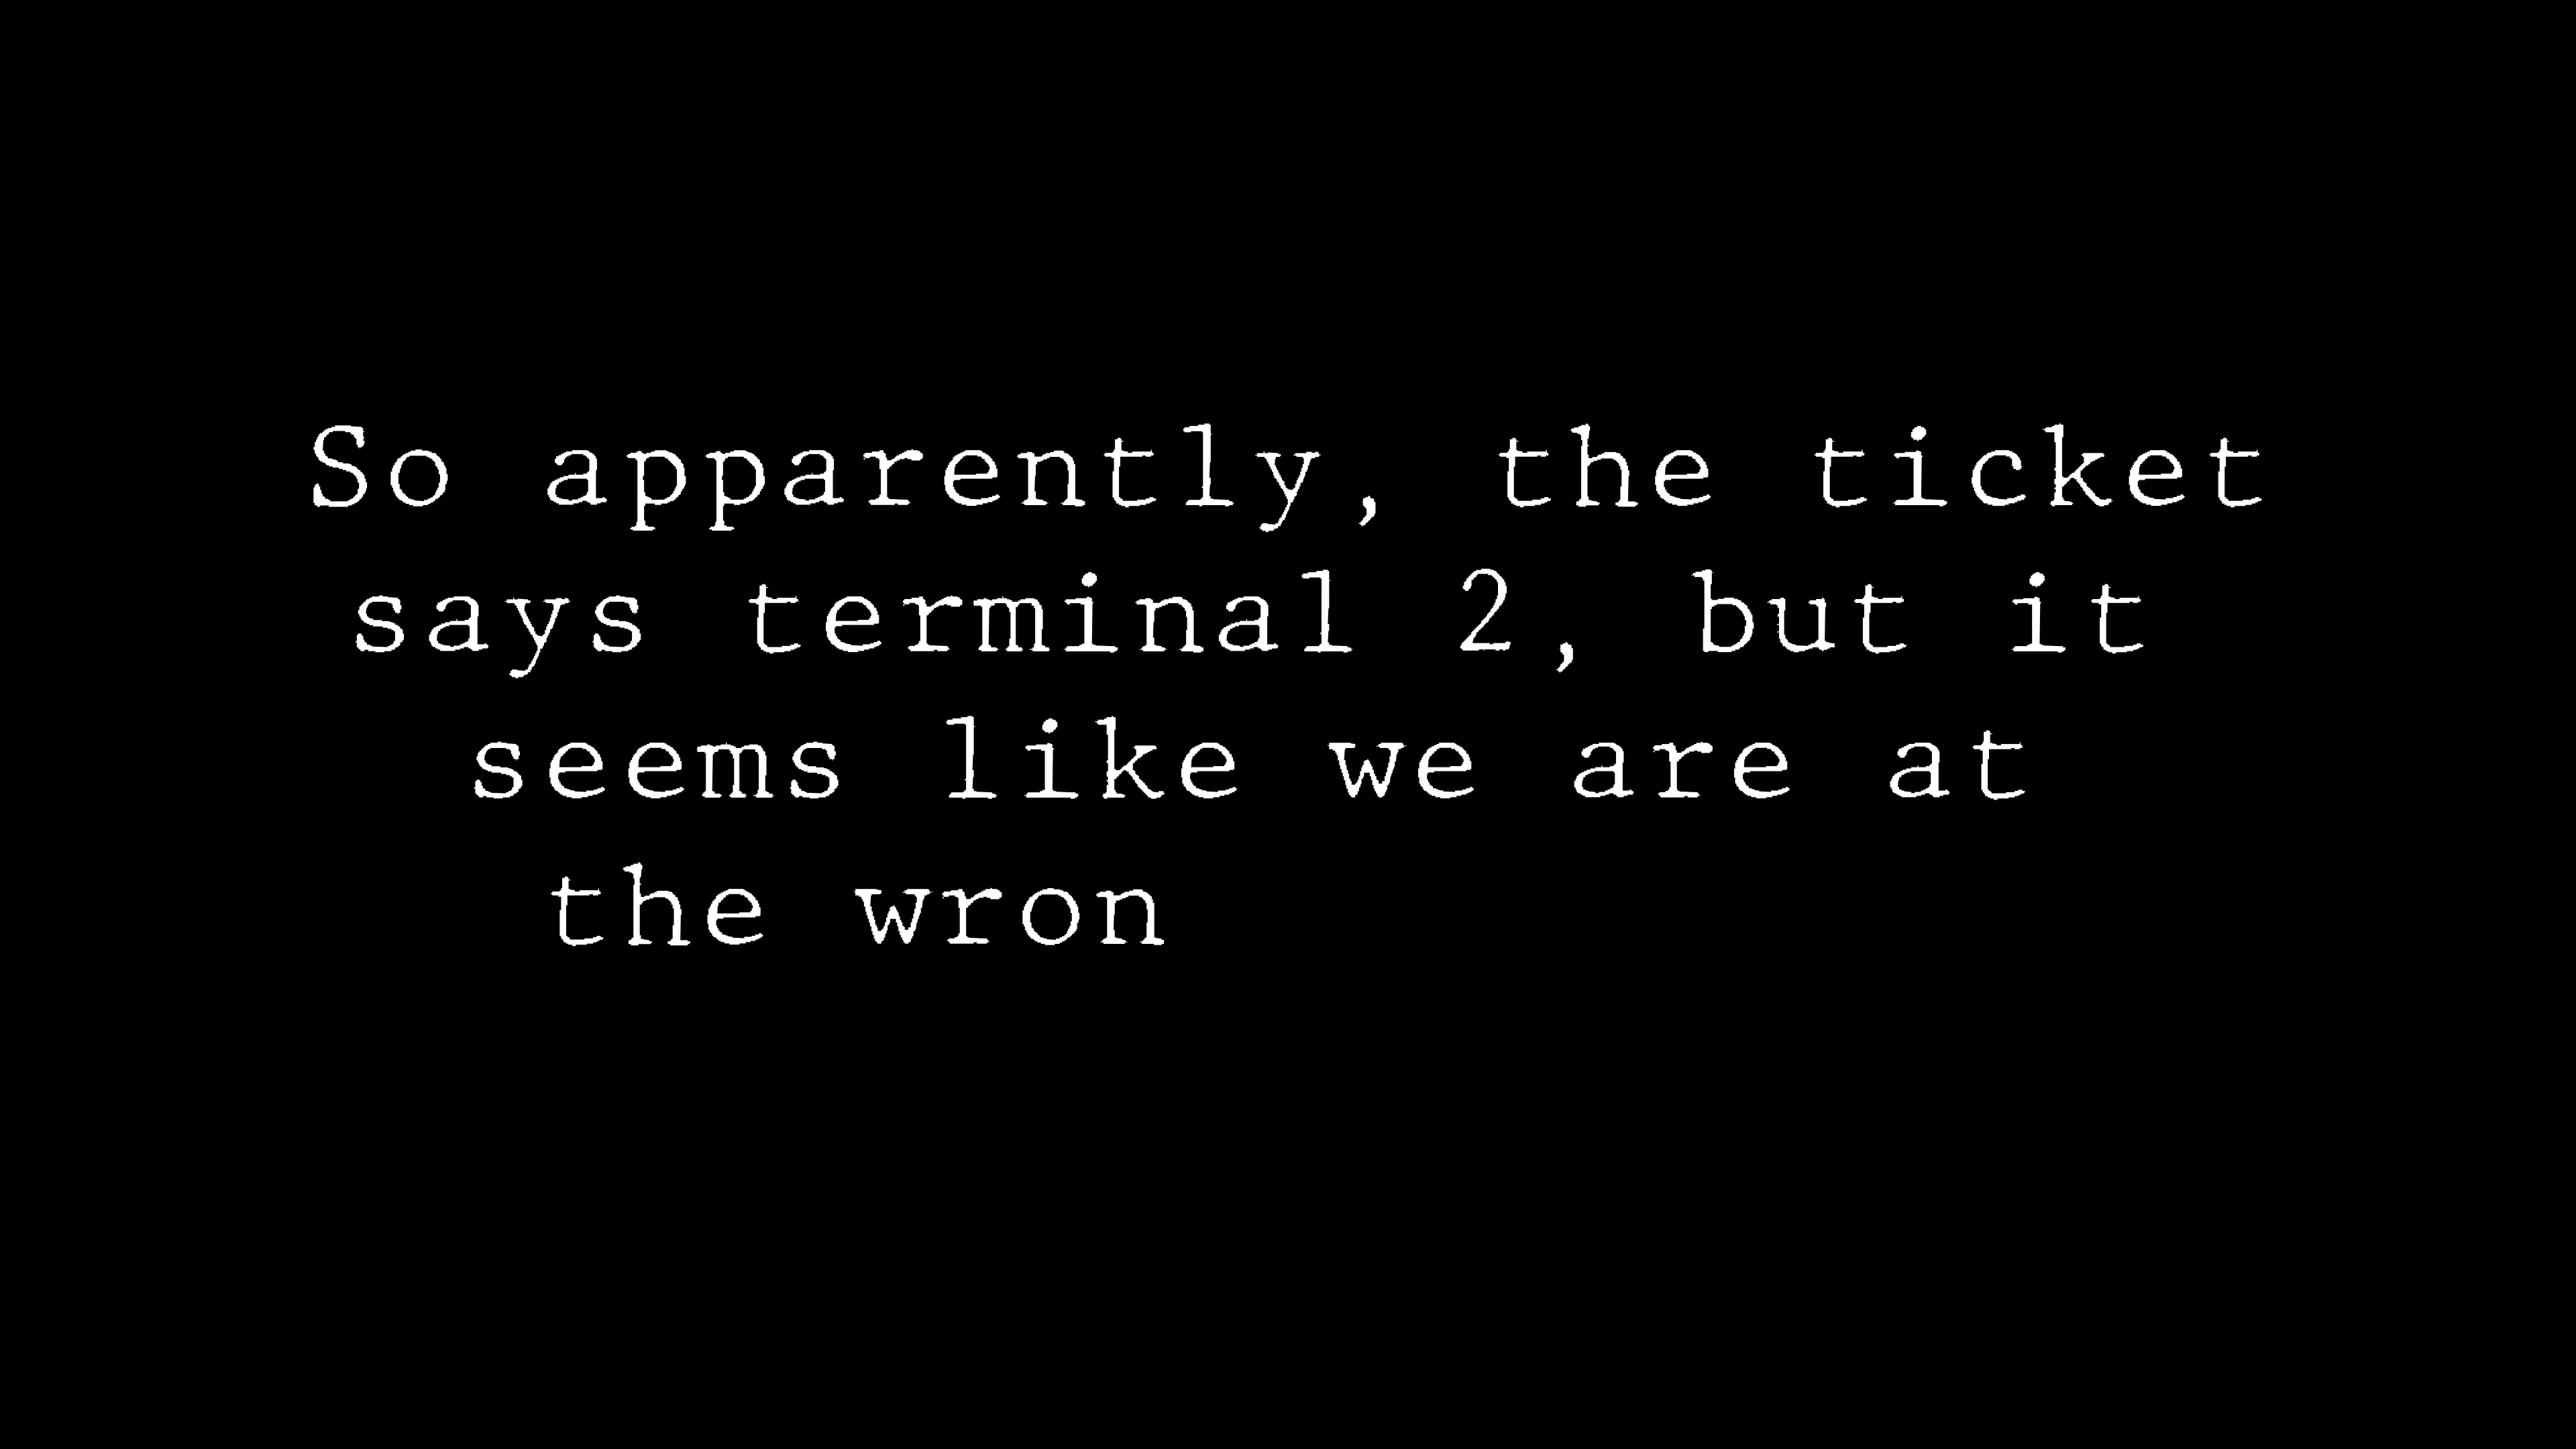 So apparently, the ticket
says terminal 2, but it
seems like we are at
the wron